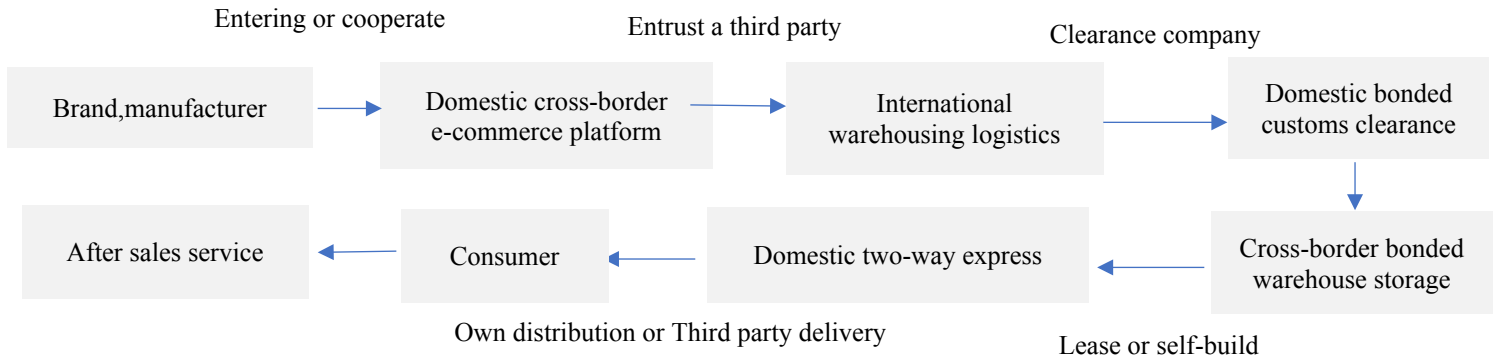 Entering or cooperate
Entrust a third party
Clearance company
Brand,manufacturer
Domestic cross-border
e-commerce platform
International
warehousing logistics
Domestic bonded
customs clearance
After sales service
Consumer
Domestic two-way express
Cross-border bonded
warehouse storage
Own distribution or Third party delivery
Lease or self-build